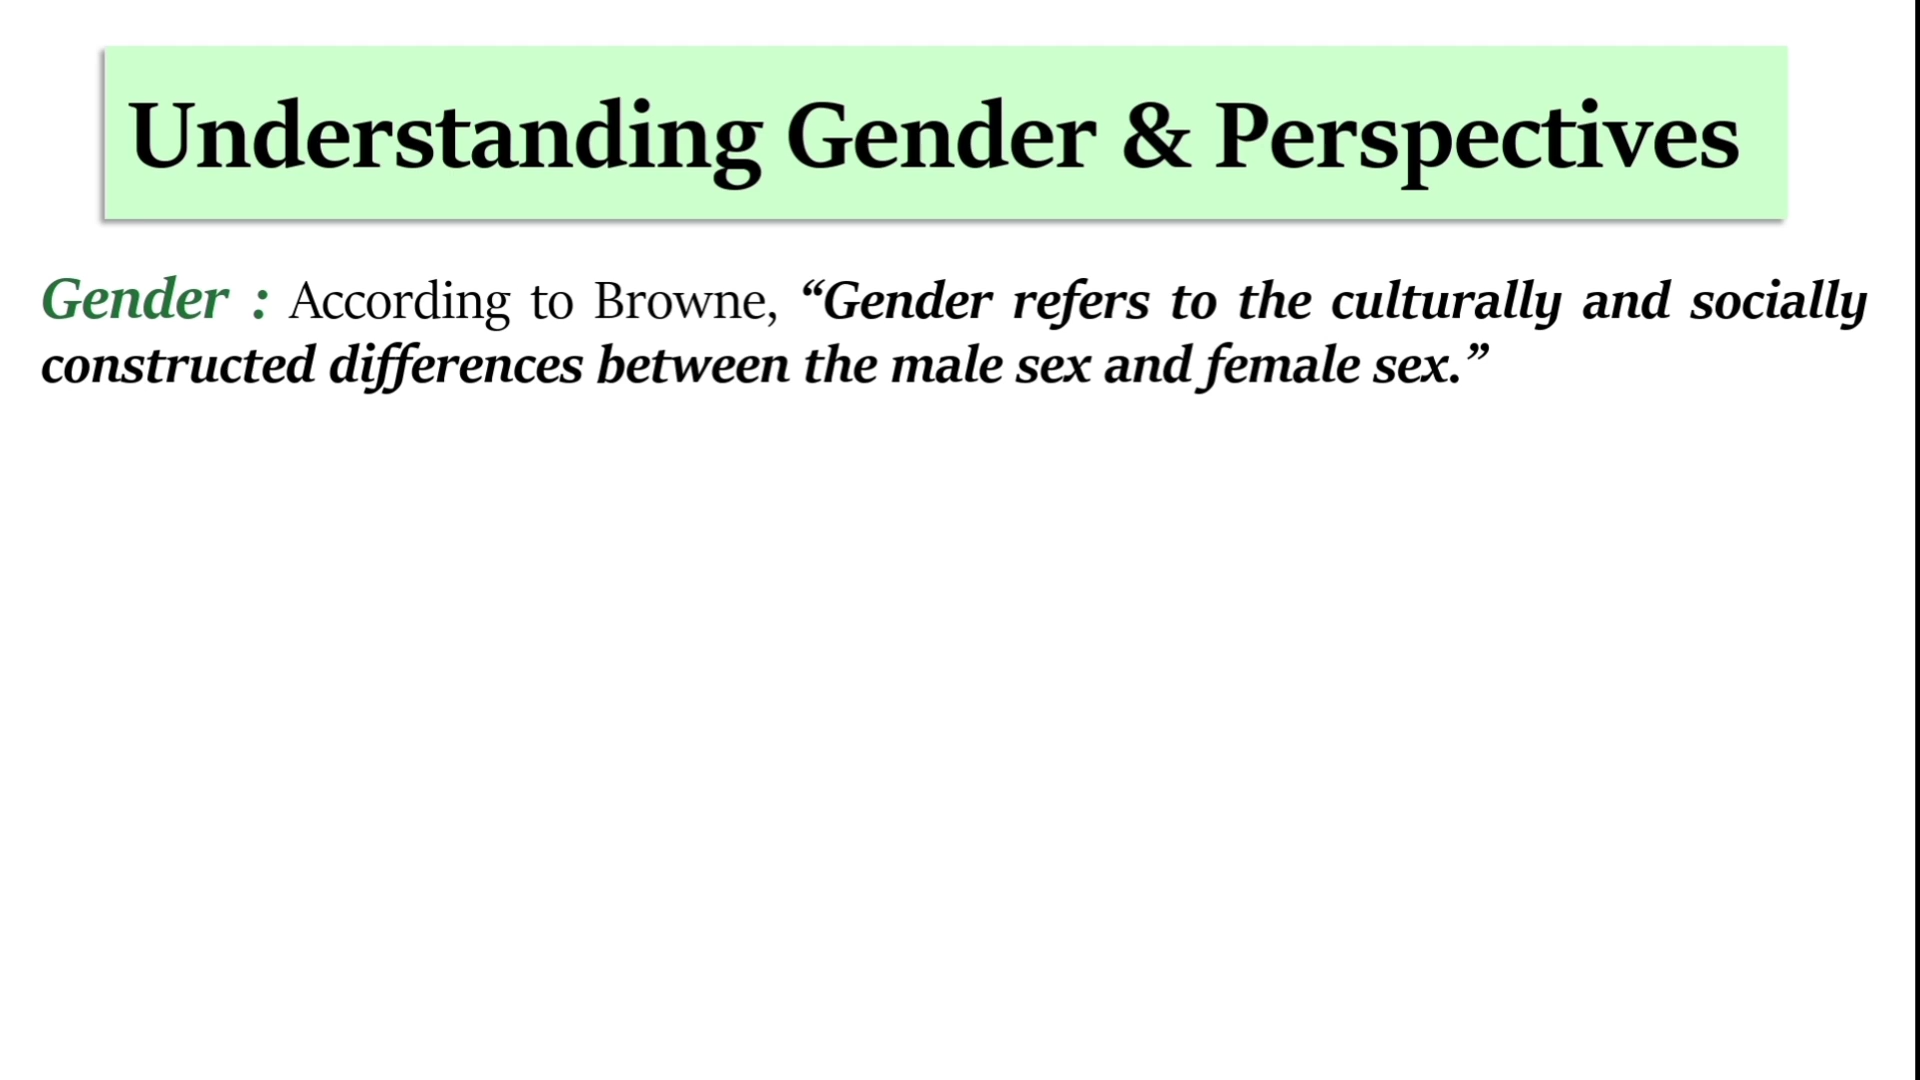 Understanding Gender & Perspectives
Gender : According to Browne, “Gender refers to the culturally and socially
constructed differences between the male sex and female sex.”